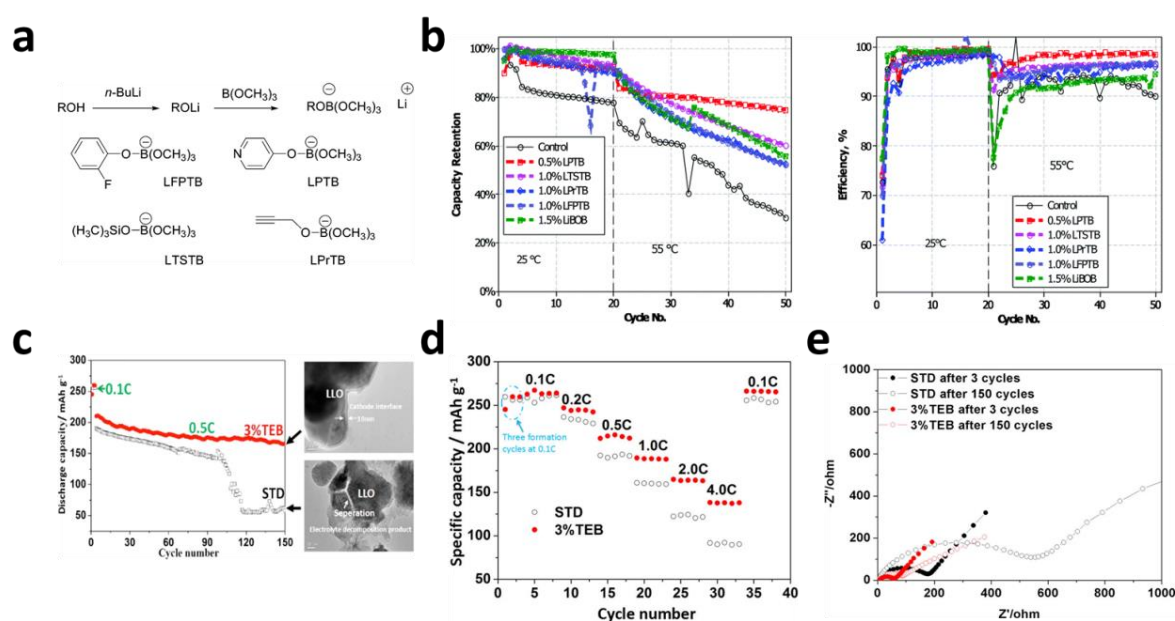 a
ROH
n-BuLi
ROLi
B(OCH₃)₃
ROB(OCH₃)₃
Li
O-B(OCH₃)₃
F
LFPTB
N
O-B(OCH₃)₃
LPTB
(H₃C)₃SiO-B(OCH₃)₃
LTSTB
O-B(OCH₃)₃
LPrTB
b
Capacity Retention
100%
80%
60%
40%
20%
0%
Control
0.5% LPTB
1.0% LTSTB
1.0% LPrTB
1.0% LFPTB
1.5% LiBOB
25 °C
55 °C
0 10 20 30 40 50
Cycle No.
Efficiency, %
100
90
80
70
60
55°C
25°C
Control
0.5% LPTB
1.0% LTSTB
1.0% LPrTB
1.0% LFPTB
1.5% LiBOB
0 10 20 30 40 50
Cycle No.
c
Discharge capacity / mAh g⁻¹
300
250
200
150
100
50
0
0.1C
0.5C
3%TEB
STD
0 30 60 90 120 150
Cycle number
LLO
Cathode interface
LLO
Seperation
Electrolyte decomposition product
d
Specific capacity / mAh g⁻¹
300
250
200
150
100
50
0.1C
0.2C
0.5C
1.0C
2.0C
4.0C
0.1C
Three formation
cycles at 0.1C
STD
3%TEB
0 5 10 15 20 25 30 35 40
Cycle number
e
-Z''/ohm
1000
800
600
400
200
0
STD after 3 cycles
STD after 150 cycles
3%TEB after 3 cycles
3%TEB after 150 cycles
0 200 400 600 800 1000
Z'/ohm